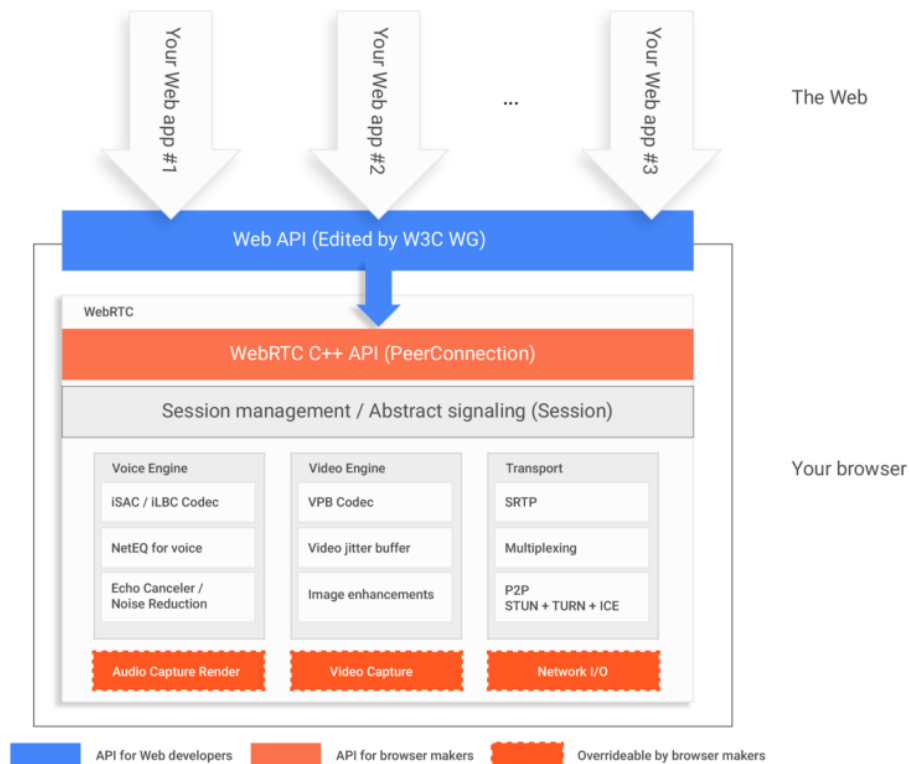 Your Web app #1
Your Web app #2
...
Your Web app #3
The Web
Web API (Edited by W3C WG)
WebRTC
WebRTC C++ API (PeerConnection)
Session management / Abstract signaling (Session)
Your browser
Voice Engine
iSAC / iLBC Codec
NetEQ for voice
Echo Canceler /
Noise Reduction
Video Engine
VPB Codec
Video jitter buffer
Image enhancements
Transport
SRTP
Multiplexing
P2P
STUN + TURN + ICE
Audio Capture Render
Video Capture
Network I/O
API for Web developers
API for browser makers
Overrideable by browser makers